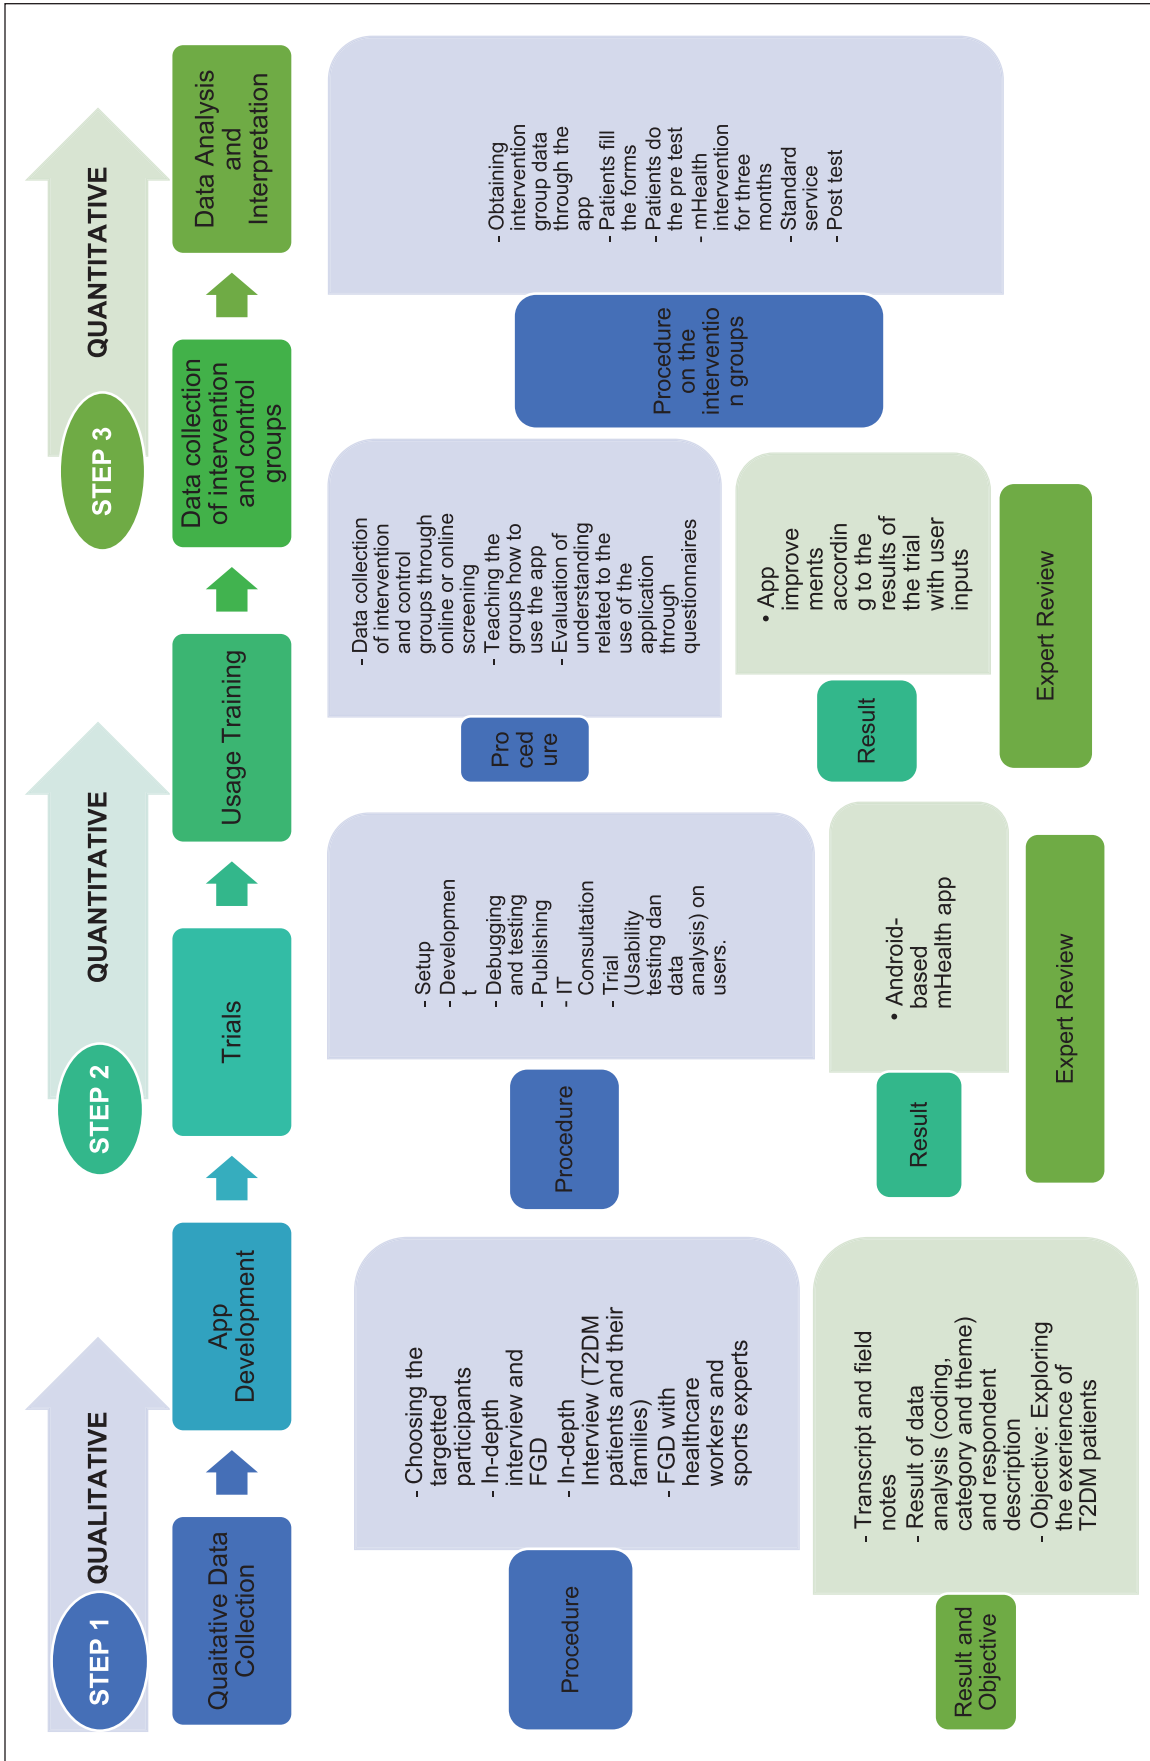 STEP 1
QUALITATIVE
STEP 2
QUANTITATIVE
STEP 3
QUANTITATIVE
Quaitative Data
Collection
App
Development
Trials
Usage Training
Data collection
of intervention
and control
groups
Data Analysis
and
Interpretation
Procedure
- Choosing the
targetted
participants
- In-depth
interview and
FGD
- In-depth
Interview (T2DM
patients and their
families)
- FGD with
healthcare
workers and
sports experts
Result and
Objective
- Transcript and field
notes
- Result of data
analysis (coding,
category and theme)
and respondent
description
- Objective: Exploring
the exerience of
T2DM patients
Procedure
- Setup
- Developmen
t
- Debugging
and testing
- Publishing
- IT
Consultation
- Trial
(Usability
testing dan
data
analysis) on
users.
Result
• Android-
based
mHealth app
Expert Review
Pro
ced
ure
- Data collection
of intervention
and control
groups through
online or online
screening
- Teaching the
groups how to
use the app
- Evaluation of
understanding
related to the
use of the
application
through
questionnaires
Result
• App
improve
ments
accordin
g to the
results of
the trial
with user
inputs
Expert Review
Procedure
on the
interventio
n groups
- Obtaining
intervention
group data
through the
app
- Patients fill
the forms
- Patients do
the pre test
- mHealth
intervention
for three
months
- Standard
service
- Post test